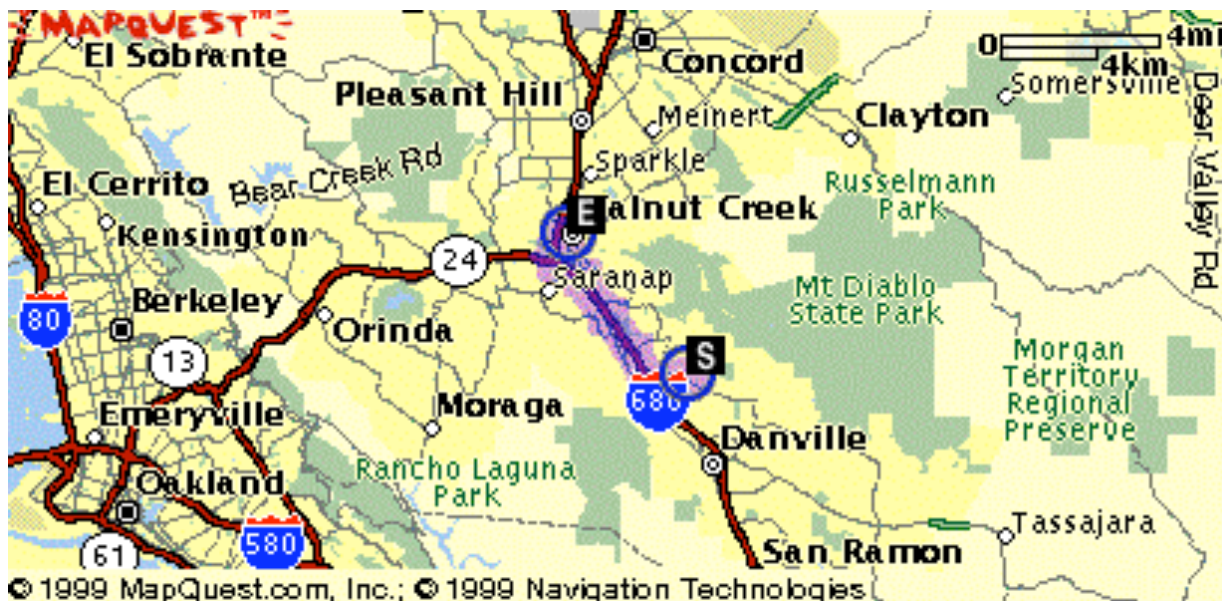 MAPQUEST™
El Sobrante
Concord
0 4mi
4km
Somersville
Pleasant Hill
Meinert
Clayton
Deer Valley Rd
Sparkle
Bear Creek Rd
El Cerrito
Kensington
E
alnut Creek
Russelmann
Park
24
Saranap
Mt Diablo
State Park
80
Berkeley
Orinda
13
S
Morgan
Territory
Regional
Preserve
680
Emeryville
Moraga
Danville
Rancho Laguna
Park
Oakland
580
61
San Ramon
Tassajara
© 1999 MapQuest.com, Inc.; © 1999 Navigation Technologies